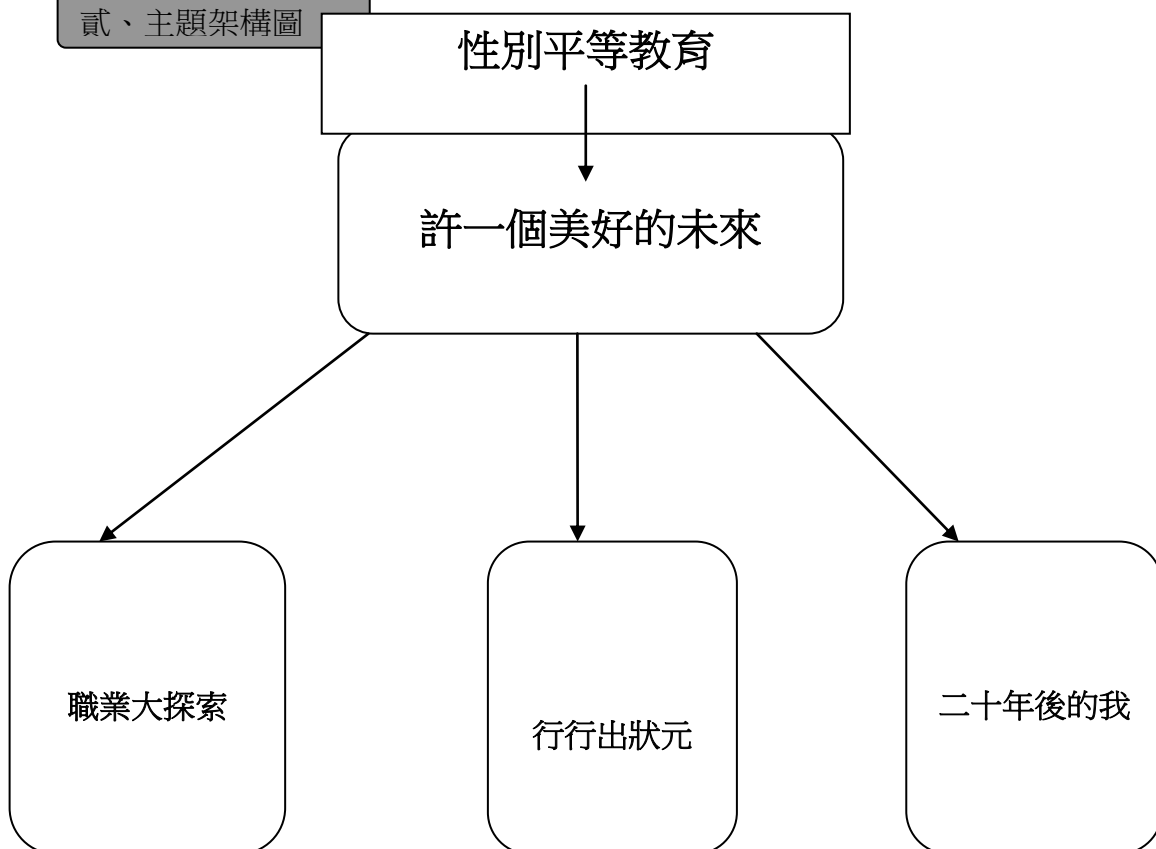 貳、主題架構圖
性別平等教育
許一個美好的未來
職業大探索
行行出狀元
二十年後的我